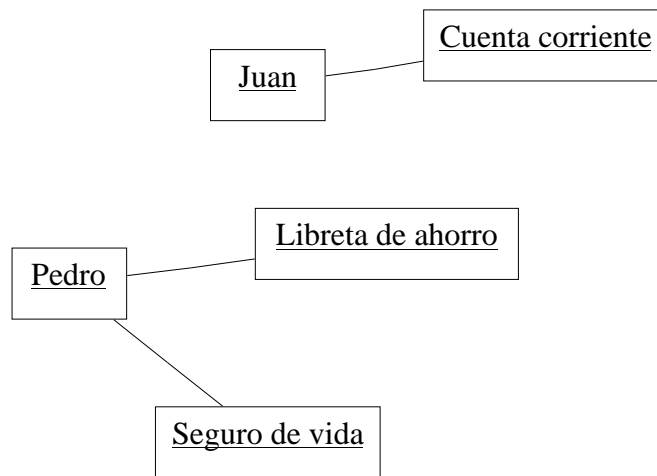 Cuenta corriente
Juan
Libreta de ahorro
Pedro
Seguro de vida